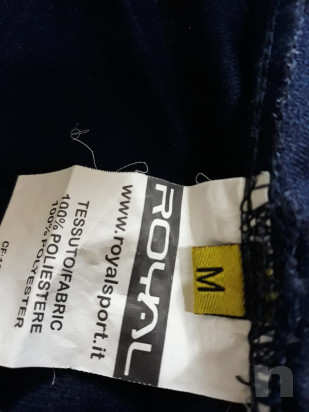 ROYAL
www.royalsport.it
TESSUTO/FABRIC
100% POLIESTERE
100% POLYESTER
M
n